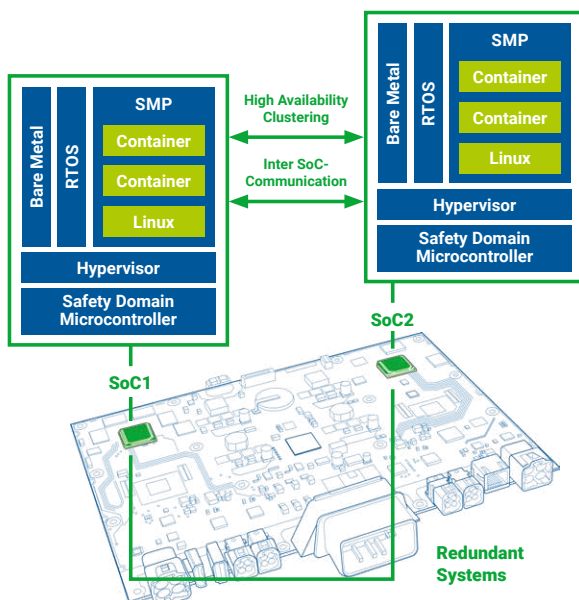 SMP
Container
Container
Linux
Bare Metal
RTOS
Hypervisor
Safety Domain
Microcontroller
High Availability
Clustering
Inter SoC-
Communication
SMP
Container
Container
Linux
Bare Metal
RTOS
Hypervisor
Safety Domain
Microcontroller
SoC1
SoC2
Redundant
Systems